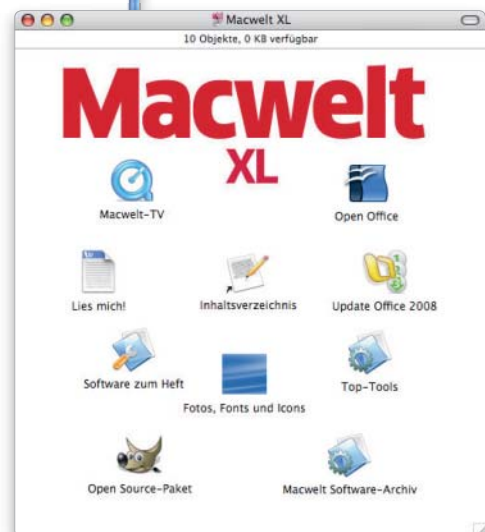 Macwelt XL
10 Objekte, 0 KB verfügbar
Macwelt
XL
Macwelt-TV
Open Office
Lies mich!
Inhaltsverzeichnis
Update Office 2008
Software zum Heft
Fotos, Fonts und Icons
Top-Tools
Open Source-Paket
Macwelt Software-Archiv